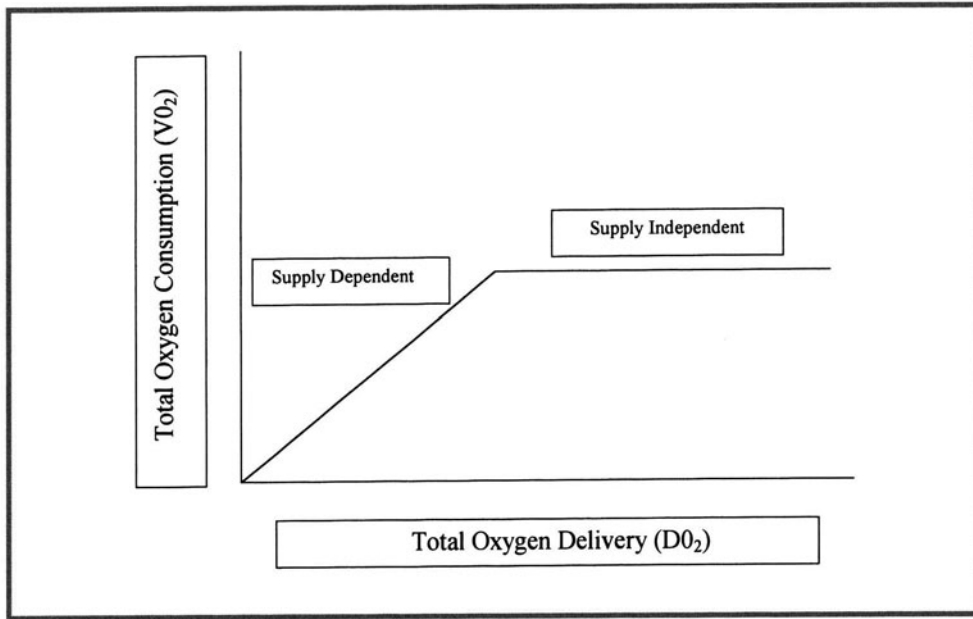 Total Oxygen Consumption (V0₂)
Supply Independent
Supply Dependent
Total Oxygen Delivery (D0₂)